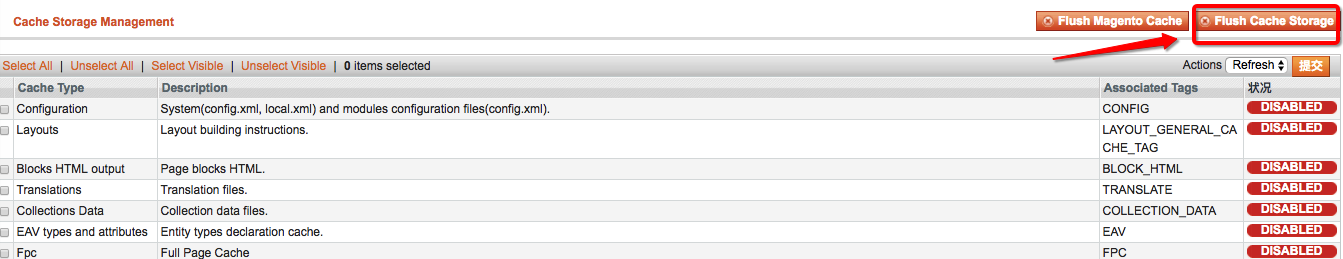 Cache Storage Management
Flush Magento Cache
Flush Cache Storage
Select All | Unselect All | Select Visible | Unselect Visible | 0 items selected
Actions Refresh 提交
Cache Type Description Associated Tags 状况
Configuration System(config.xml, local.xml) and modules configuration files(config.xml). CONFIG DISABLED
Layouts Layout building instructions. LAYOUT_GENERAL_CA DISABLED
CHE_TAG
Blocks HTML output Page blocks HTML. BLOCK_HTML DISABLED
Translations Translation files. TRANSLATE DISABLED
Collections Data Collection data files. COLLECTION_DATA DISABLED
EAV types and attributes Entity types declaration cache. EAV DISABLED
Fpc Full Page Cache FPC DISABLED